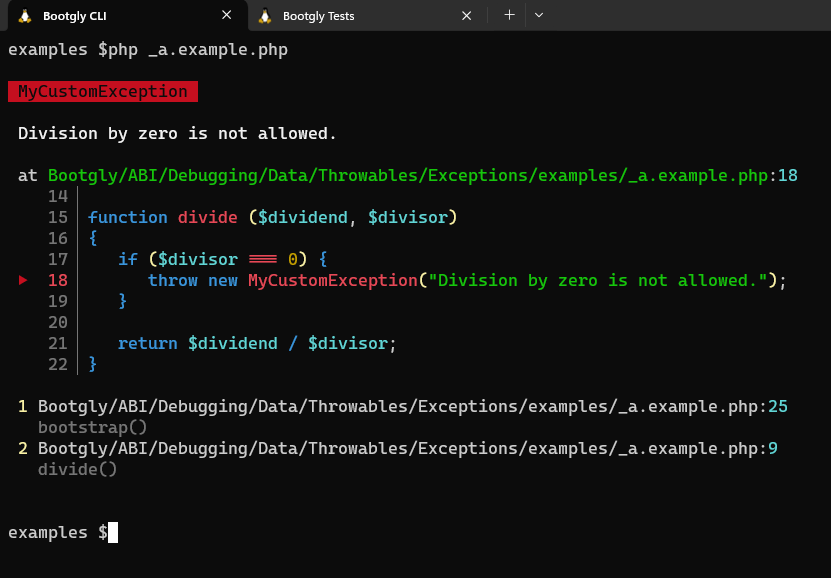 Bootgly CLI
Bootgly Tests
examples $php _a.example.php
MyCustomException
Division by zero is not allowed.
at Bootgly/ABI/Debugging/Data/Throwables/Exceptions/examples/_a.example.php:18
14
15 function divide ($dividend, $divisor)
16 {
17 if ($divisor === 0) {
18 throw new MyCustomException("Division by zero is not allowed.");
19 }
20
21 return $dividend / $divisor;
22 }
1 Bootgly/ABI/Debugging/Data/Throwables/Exceptions/examples/_a.example.php:25
bootstrap()
2 Bootgly/ABI/Debugging/Data/Throwables/Exceptions/examples/_a.example.php:9
divide()
examples $